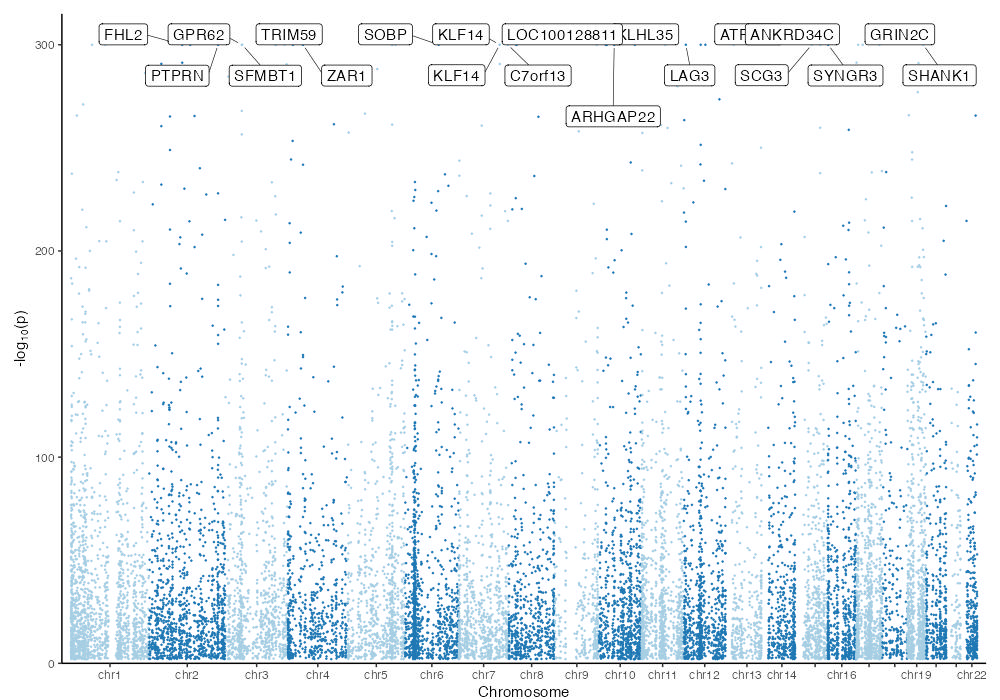 FHL2 GPR62 TRIM59 SOBP KLF14 LOC100128811 KLHL35 ANKRD34C GRIN2C
300
PTPRN SFMBT1 ZAR1 KLF14 C7orf13 LAG3 SCG3 SYNGR3 SHANK1
ARHGAP22
200
-log10(p)
100
0
chr1 chr2 chr3 chr4 chr5 chr6 chr7 chr8 chr9 chr10 chr11 chr12 chr13 chr14 chr16 chr19 chr22
Chromosome